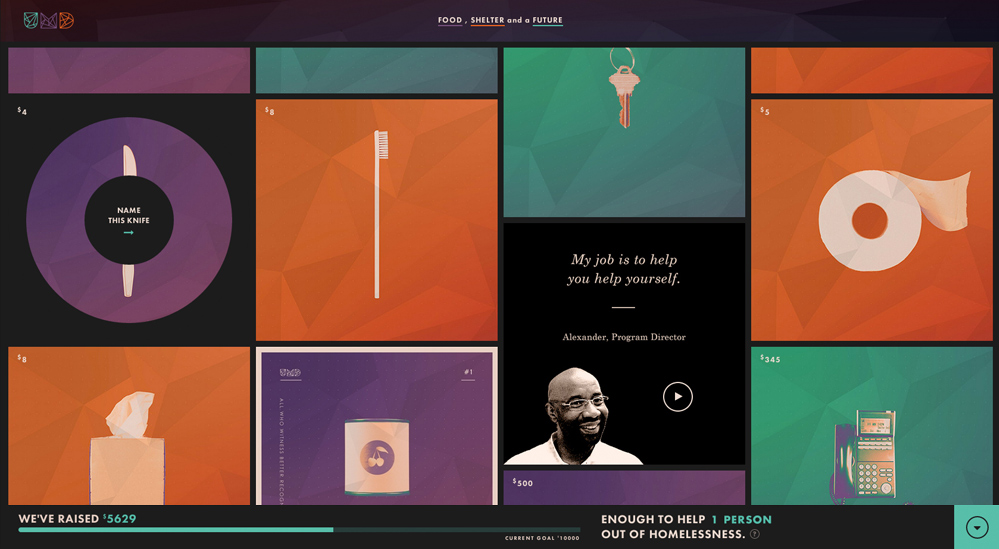 UMD
FOOD , SHELTER and a FUTURE
$4
NAME
THIS KNIFE
$8
$5
My job is to help
you help yourself.
Alexander, Program Director
$8
UMD
#1
ALL WHO WITNESS BETTER
$345
$500
WE'VE RAISED $5629
CURRENT GOAL $10000
ENOUGH TO HELP 1 PERSON
OUT OF HOMELESSNESS. ?